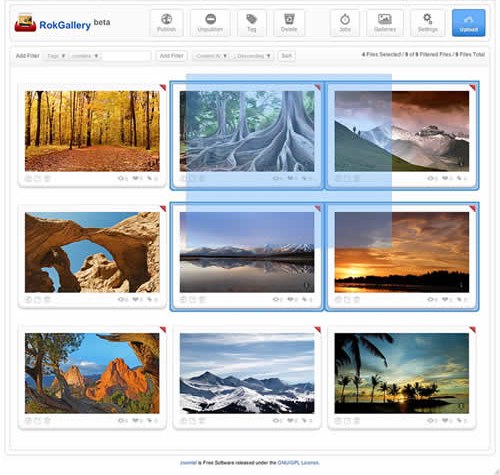 RokGallery beta
Publish
Unpublish
Tag
Delete
Jobs
Galleries
Settings
Upload
Add Filter Tags contains Add Filter Descending Sort 4 Files Selected / 9 of 9 Filtered Files / 9 Files Total
Joomla! is Free Software released under the GNU/GPL License.